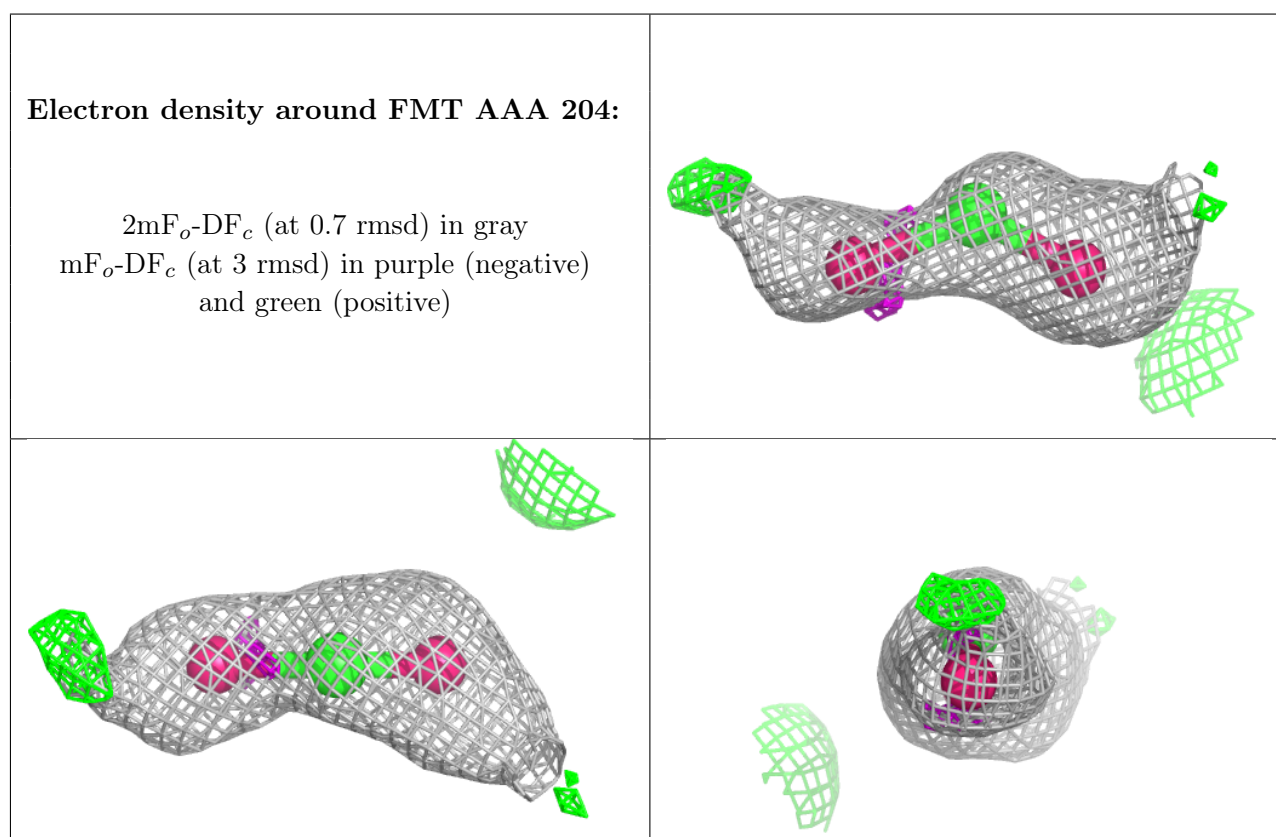 Electron density around FMT AAA 204:
2mFo-DFc (at 0.7 rmsd) in gray
mFo-DFc (at 3 rmsd) in purple (negative)
and green (positive)